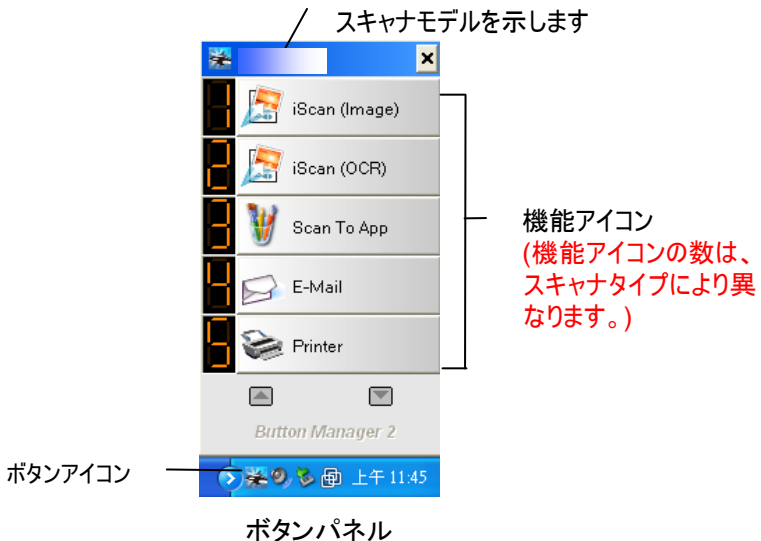 スキャナモデルを示します
1 iScan (Image)
2 iScan (OCR)
3 Scan To App
4 E-Mail
5 Printer
機能アイコン
(機能アイコンの数は、
スキャナタイプにより異
なります。)
Button Manager 2
ボタンアイコン
上午 11:45
ボタンパネル